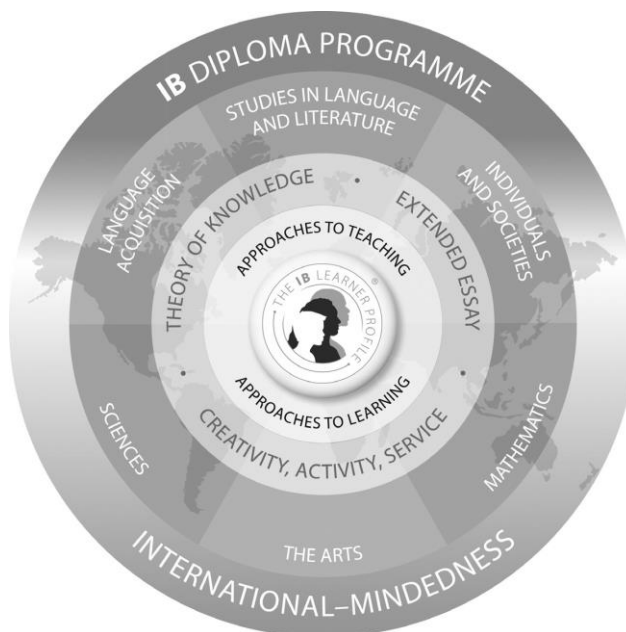 IB DIPLOMA PROGRAMME
STUDIES IN LANGUAGE
AND LITERATURE
LANGUAGE
ACQUISITION
INDIVIDUALS
AND SOCIETIES
THEORY OF KNOWLEDGE
EXTENDED ESSAY
APPROACHES TO TEACHING
THE IB LEARNER PROFILE®
APPROACHES TO LEARNING
CREATIVITY, ACTIVITY, SERVICE
SCIENCES
MATHEMATICS
THE ARTS
INTERNATIONAL–MINDEDNESS